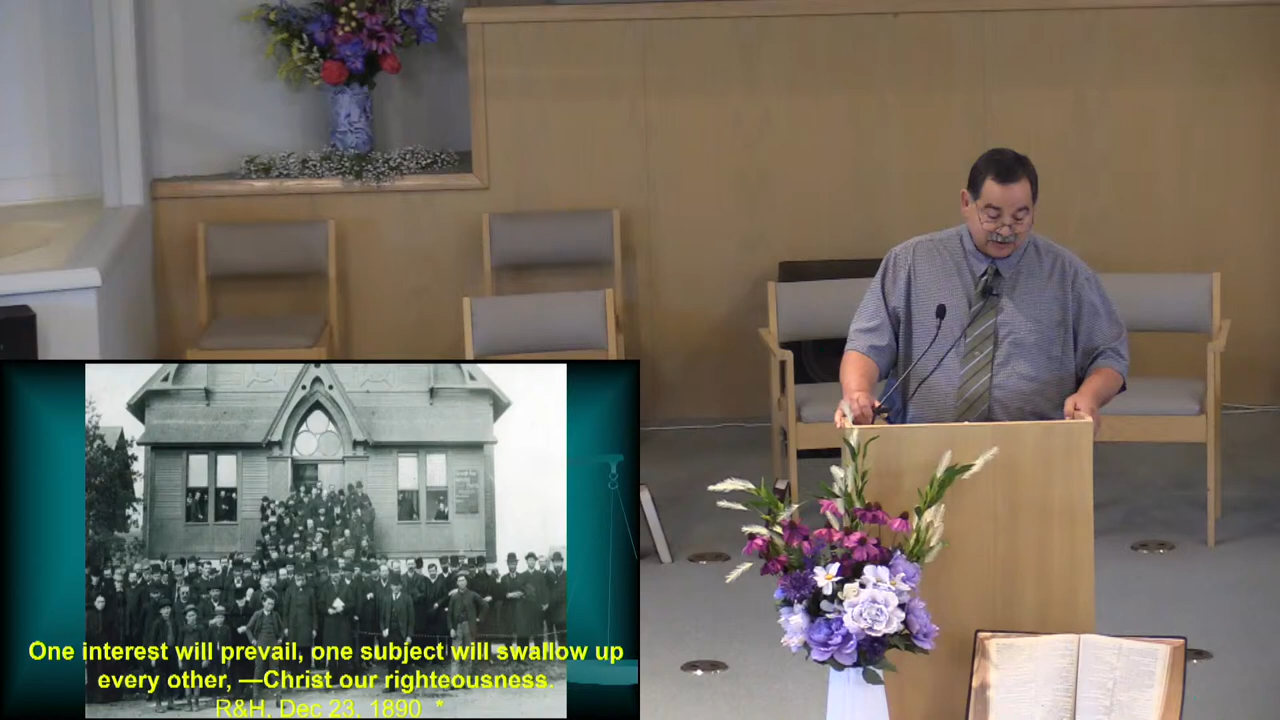 One interest will prevail, one subject will swallow up
every other, —Christ our righteousness.
R&H, Dec 23, 1890 *